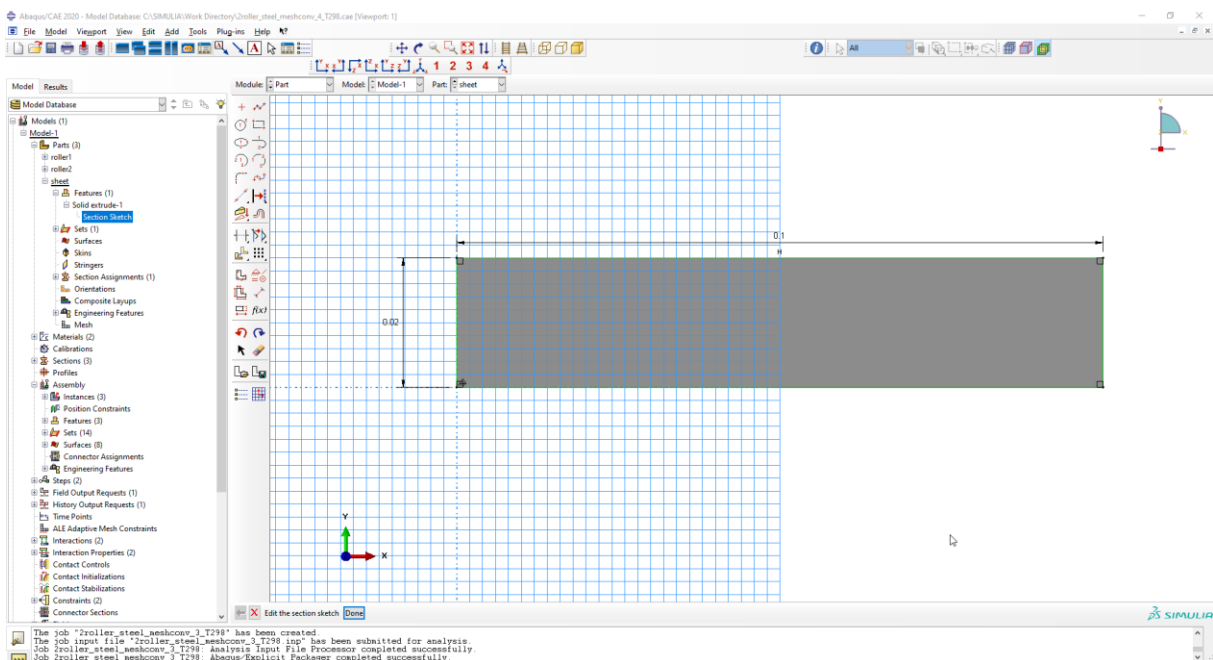 Abaqus/CAE 2020 - Model Database: C:\SIMULIA\Work Directory\2roller_steel_meshconv_4_T298.cae [Viewport: 1]
File Model Viewport View Edit Add Tools Plug-ins Help
All
1 2 3 4
Model Results
Module: Part Model: Model-1 Part: sheet
Model Database
Models (1)
Model-1
Parts (3)
roller1
roller2
sheet
Features (1)
Solid extrude-1
Section Sketch
Sets (1)
Surfaces
Skins
Stringers
Section Assignments (1)
Orientations
Composite Layups
Engineering Features
Mesh
Materials (2)
Calibrations
Sections (3)
Profiles
Assembly
Instances (3)
Position Constraints
Features (3)
Sets (14)
Surfaces (8)
Connector Assignments
Engineering Features
Steps (2)
Field Output Requests (1)
History Output Requests (1)
Time Points
ALE Adaptive Mesh Constraints
Interactions (2)
Interaction Properties (2)
Contact Controls
Contact Initializations
Contact Stabilizations
Constraints (2)
Connector Sections
f(x)
Y
X
0.1
H
0.02
Y
X
Edit the section sketch Done
SIMULIA
The job "2roller_steel_meshconv_3_T298" has been created.
The job input file "2roller_steel_meshconv_3_T298.inp" has been submitted for analysis.
Job 2roller_steel_meshconv_3_T298: Analysis Input File Processor completed successfully.
Job 2roller_steel_meshconv_3_T298: Abaqus/Explicit Packager completed successfully.